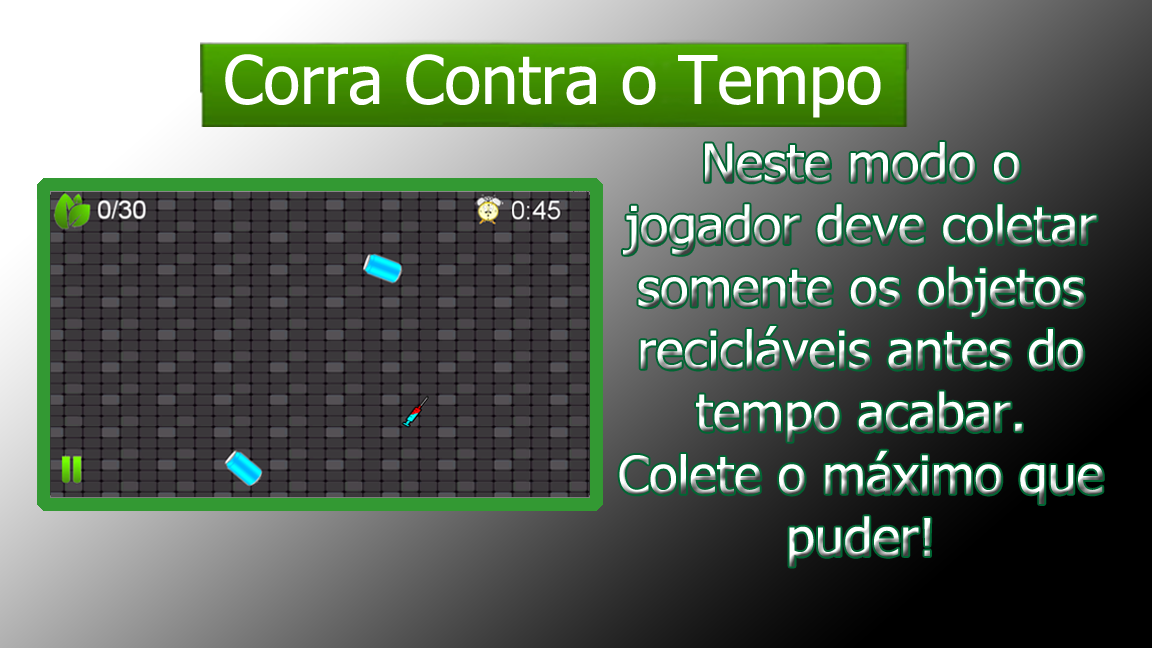 Corra Contra o Tempo
0/30
0:45
Neste modo o
jogador deve coletar
somente os objetos
recicláveis antes do
tempo acabar.
Colete o máximo que
puder!